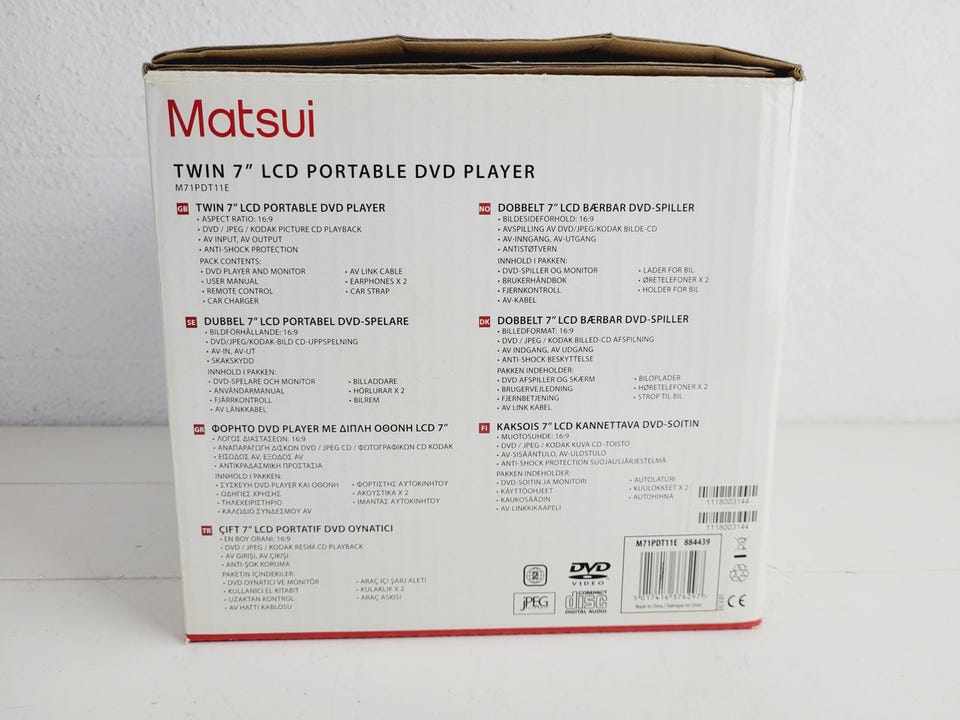 Matsui
TWIN 7" LCD PORTABLE DVD PLAYER
M71PDT11E
GB TWIN 7" LCD PORTABLE DVD PLAYER
• ASPECT RATIO: 16:9
• DVD / JPEG / KODAK PICTURE CD PLAYBACK
• AV INPUT, AV OUTPUT
• ANTI-SHOCK PROTECTION
PACK CONTENTS:
• DVD PLAYER AND MONITOR
• USER MANUAL
• REMOTE CONTROL
• CAR CHARGER
• AV LINK CABLE
• EARPHONES X 2
• CAR STRAP
SE DUBBEL 7" LCD PORTABEL DVD-SPELARE
• BILDFÖRHÅLLANDE: 16:9
• DVD/JPEG/KODAK-BILD CD-UPPSPELNING
• AV-IN, AV-UT
• SKAKSKYDD
INNHOLD I PAKKEN:
• DVD-SPELARE OCH MONITOR
• ANVÄNDARMANUAL
• FJÄRRKONTROLL
• AV LÄNKKABEL
• BILLADDARE
• HÖRLURAR X 2
• BILREM
GR ΦΟΡΗΤΟ DVD PLAYER ΜΕ ΔΙΠΛΗ ΟΘΟΝΗ LCD 7"
• ΛΟΓΟΣ ΔΙΑΣΤΑΣΕΩΝ: 16:9
• ΑΝΑΠΑΡΑΓΩΓΗ ΔΙΣΚΩΝ DVD / JPEG CD / ΦΩΤΟΓΡΑΦΙΚΩΝ CD KODAK
• ΕΙΣΟΔΟΣ AV, ΕΞΟΔΟΣ AV
• ΑΝΤΙΚΡΑΔΑΣΜΙΚΗ ΠΡΟΣΤΑΣΙΑ
INNHOLD I PAKKEN:
• ΣΥΣΚΕΥΗ DVD PLAYER ΚΑΙ ΟΘΟΝΗ
• ΟΔΗΓΙΕΣ ΧΡΗΣΗΣ
• ΤΗΛΕΧΕΙΡΙΣΤΗΡΙΟ
• ΚΑΛΩΔΙΟ ΣΥΝΔΕΣΜΟΥ AV
• ΦΟΡΤΙΣΤΗΣ ΑΥΤΟΚΙΝΗΤΟΥ
• ΑΚΟΥΣΤΙΚΑ X 2
• ΙΜΑΝΤΑΣ ΑΥΤΟΚΙΝΗΤΟΥ
TR ÇIFT 7" LCD PORTATIF DVD OYNATICI
• EN BOY ORANI: 16:9
• DVD / JPEG / KODAK RESIM CD PLAYBACK
• AV GIRIŞI, AV ÇIKIŞI
• ANTI-ŞOK KORUMA
PAKETIN İÇINDEKILER:
• DVD OYNATICI VE MONITÖR
• KULLANICI EL KITABIT
• UZAKTAN KONTROL
• AV HATTI KABLOSU
• ARAÇ IÇI ŞARJ ALETI
• KULAKLIK X 2
• ARAÇ ASKISI
NO DOBBELT 7" LCD BÆRBAR DVD-SPILLER
• BILDESIDEFORHOLD: 16:9
• AVSPILLING AV DVD/JPEG/KODAK BILDE-CD
• AV-INNGANG, AV-UTGANG
• ANTISTØTVERN
INNHOLD I PAKKEN:
• DVD-SPILLER OG MONITOR
• BRUKERHÅNDBOK
• FJERNKONTROLL
• AV-KABEL
• LADER FOR BIL
• ØRETELEFONER X 2
• HOLDER FOR BIL
DK DOBBELT 7" LCD BÆRBAR DVD-SPILLER
• BILLEDFORMAT: 16:9
• DVD / JPEG / KODAK BILLED-CD AFSPILNING
• AV INDGANG, AV UDGANG
• ANTI-SHOCK BESKYTTELSE
PAKKEN INDEHOLDER:
• DVD AFSPILLER OG SKÆRM
• BRUGERVEJLEDNING
• FJERNBETJENING
• AV LINK KABEL
• BILOPLADER
• HØRETELEFONER X 2
• STROP TIL BIL
FI KAKSOIS 7" LCD KANNETTAVA DVD-SOITIN
• MUOTOSUHDE: 16:9
• DVD / JPEG / KODAK KUVA CD -TOISTO
• AV-SISÄÄNTULO, AV-ULOSTULO
• ANTI-SHOCK PROTECTION SUOJAUSJÄRJESTELMÄ
PAKKEN INDEHOLDER:
• DVD-SOITIN JA MONITORI
• KÄYTTÖOHJEET
• KAUKOSÄÄDIN
• AV-LINKKIKAAPELI
• AUTOLATURI
• KUULOKKEET X 2
• AUTOHIHNA
1118003144
1118003144
2
DVD
VIDEO
JPEG
COMPACT
disc
DIGITAL AUDIO
M71PDT11E 884439
5 017416 376297
Made in China / Fabriqué en Chine
CE